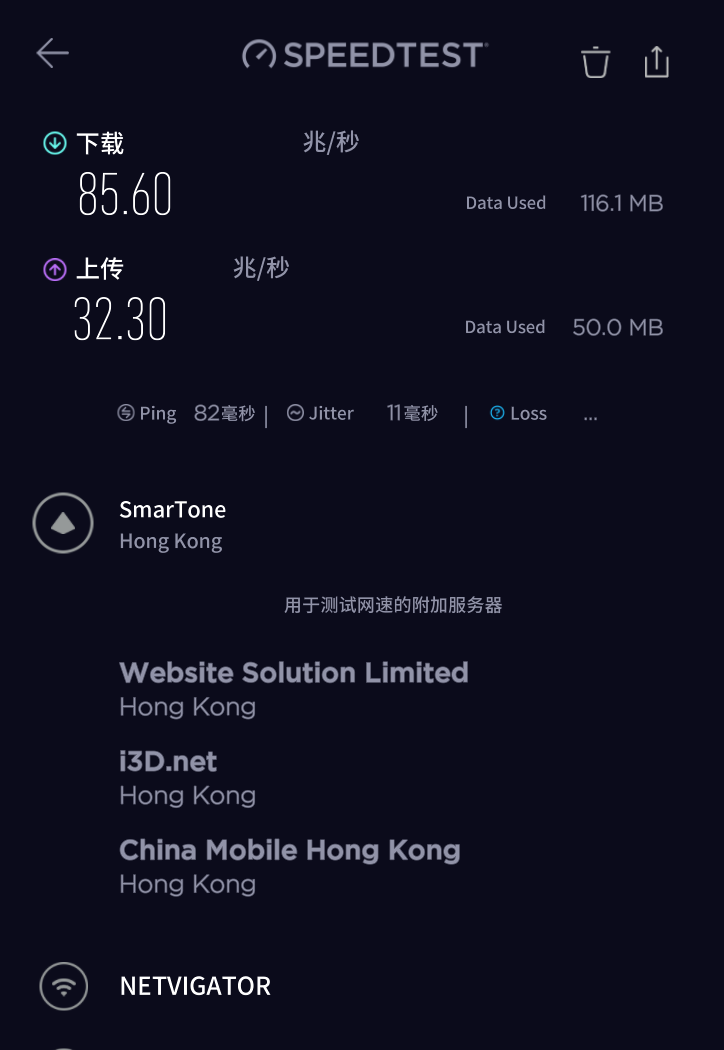 SPEEDTEST
下载 兆/秒
85.60 Data Used 116.1 MB
上传 兆/秒
32.30 Data Used 50.0 MB
Ping 82毫秒 | Jitter 11毫秒 | Loss ...
SmarTone
Hong Kong
用于测试网速的附加服务器
Website Solution Limited
Hong Kong
i3D.net
Hong Kong
China Mobile Hong Kong
Hong Kong
NETVIGATOR